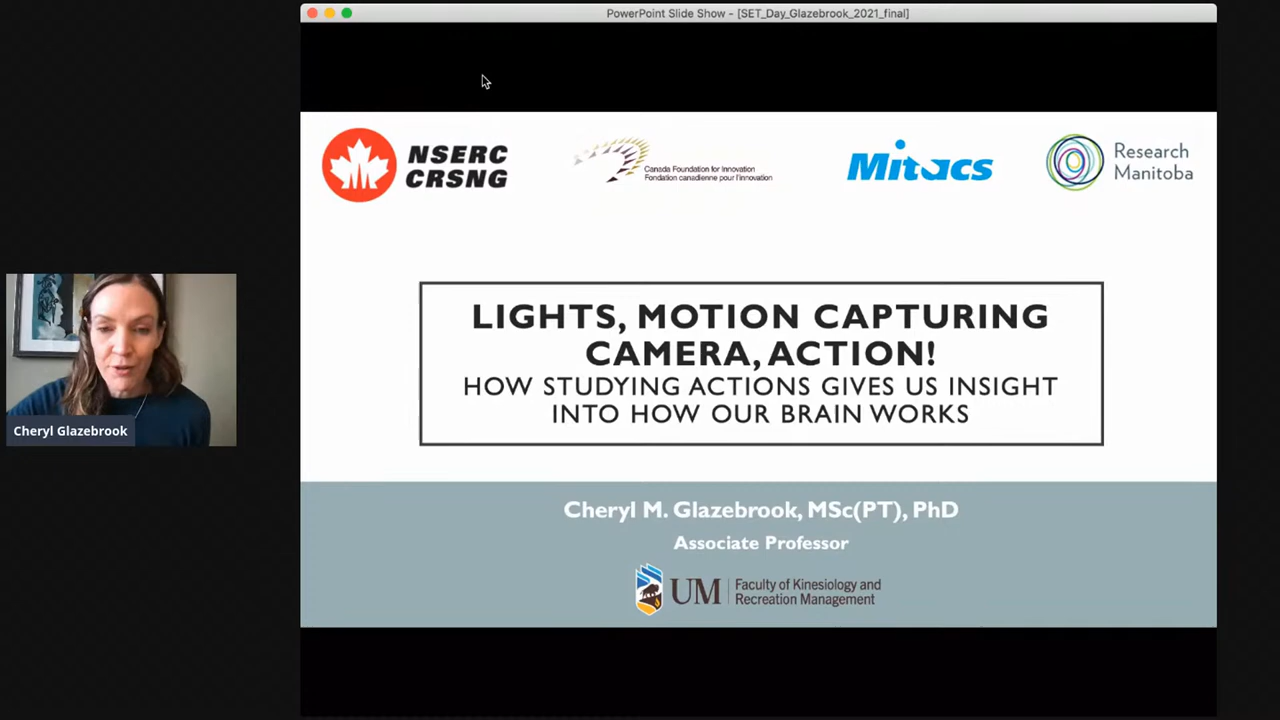 PowerPoint Slide Show - [SET_Day_Glazebrook_2021_final]
NSERC
CRSNG
Canada Foundation for Innovation
Fondation canadienne pour l'innovation
Mitacs
Research
Manitoba
LIGHTS, MOTION CAPTURING
CAMERA, ACTION!
HOW STUDYING ACTIONS GIVES US INSIGHT
INTO HOW OUR BRAIN WORKS
Cheryl Glazebrook
Cheryl M. Glazebrook, MSc(PT), PhD
Associate Professor
UM
Faculty of Kinesiology and
Recreation Management